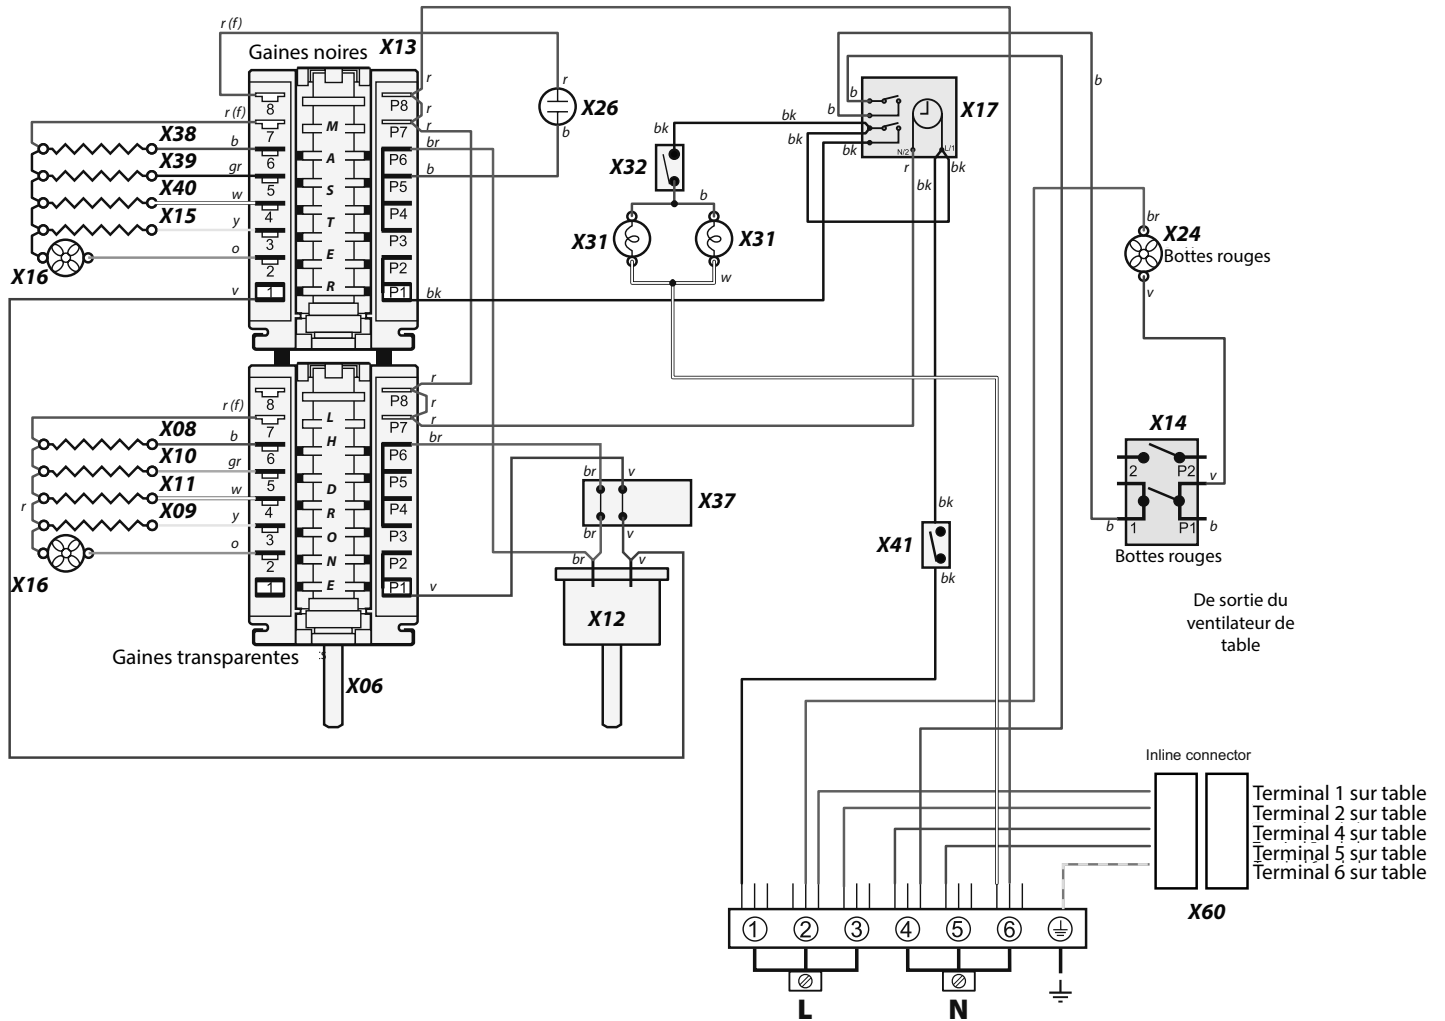 r (f)
Gaines noires
X13
r
b
8
P8
r
r
X26
b
b
X17
r (f)
7
M
P7
r
bk
bk
X38
b
6
A
P6
br
b
X32
bk
bk
N/2
L/1
X39
gr
5
S
P5
b
r
bk
bk
X40
w
4
T
P4
b
X15
y
3
E
P3
X31
X31
br
X24
Bottes rouges
X16
o
2
R
P2
w
v
1
P1
bk
v
8
P8
r
r
r (f)
7
L
P7
r
X14
X08
b
6
H
P6
br
2
P2
v
X10
gr
5
D
P5
br
v
X11
w
4
R
P4
X37
bk
b
1
P1
b
r
X09
y
3
O
P3
br
v
X41
Bottes rouges
X16
o
2
N
P2
br
v
bk
1
E
P1
v
X12
De sortie du
ventilateur de
table
Gaines transparentes
X06
Inline connector
Terminal 1 sur table
Terminal 2 sur table
Terminal 4 sur table
Terminal 5 sur table
Terminal 6 sur table
X60
1
2
3
4
5
6
L
N